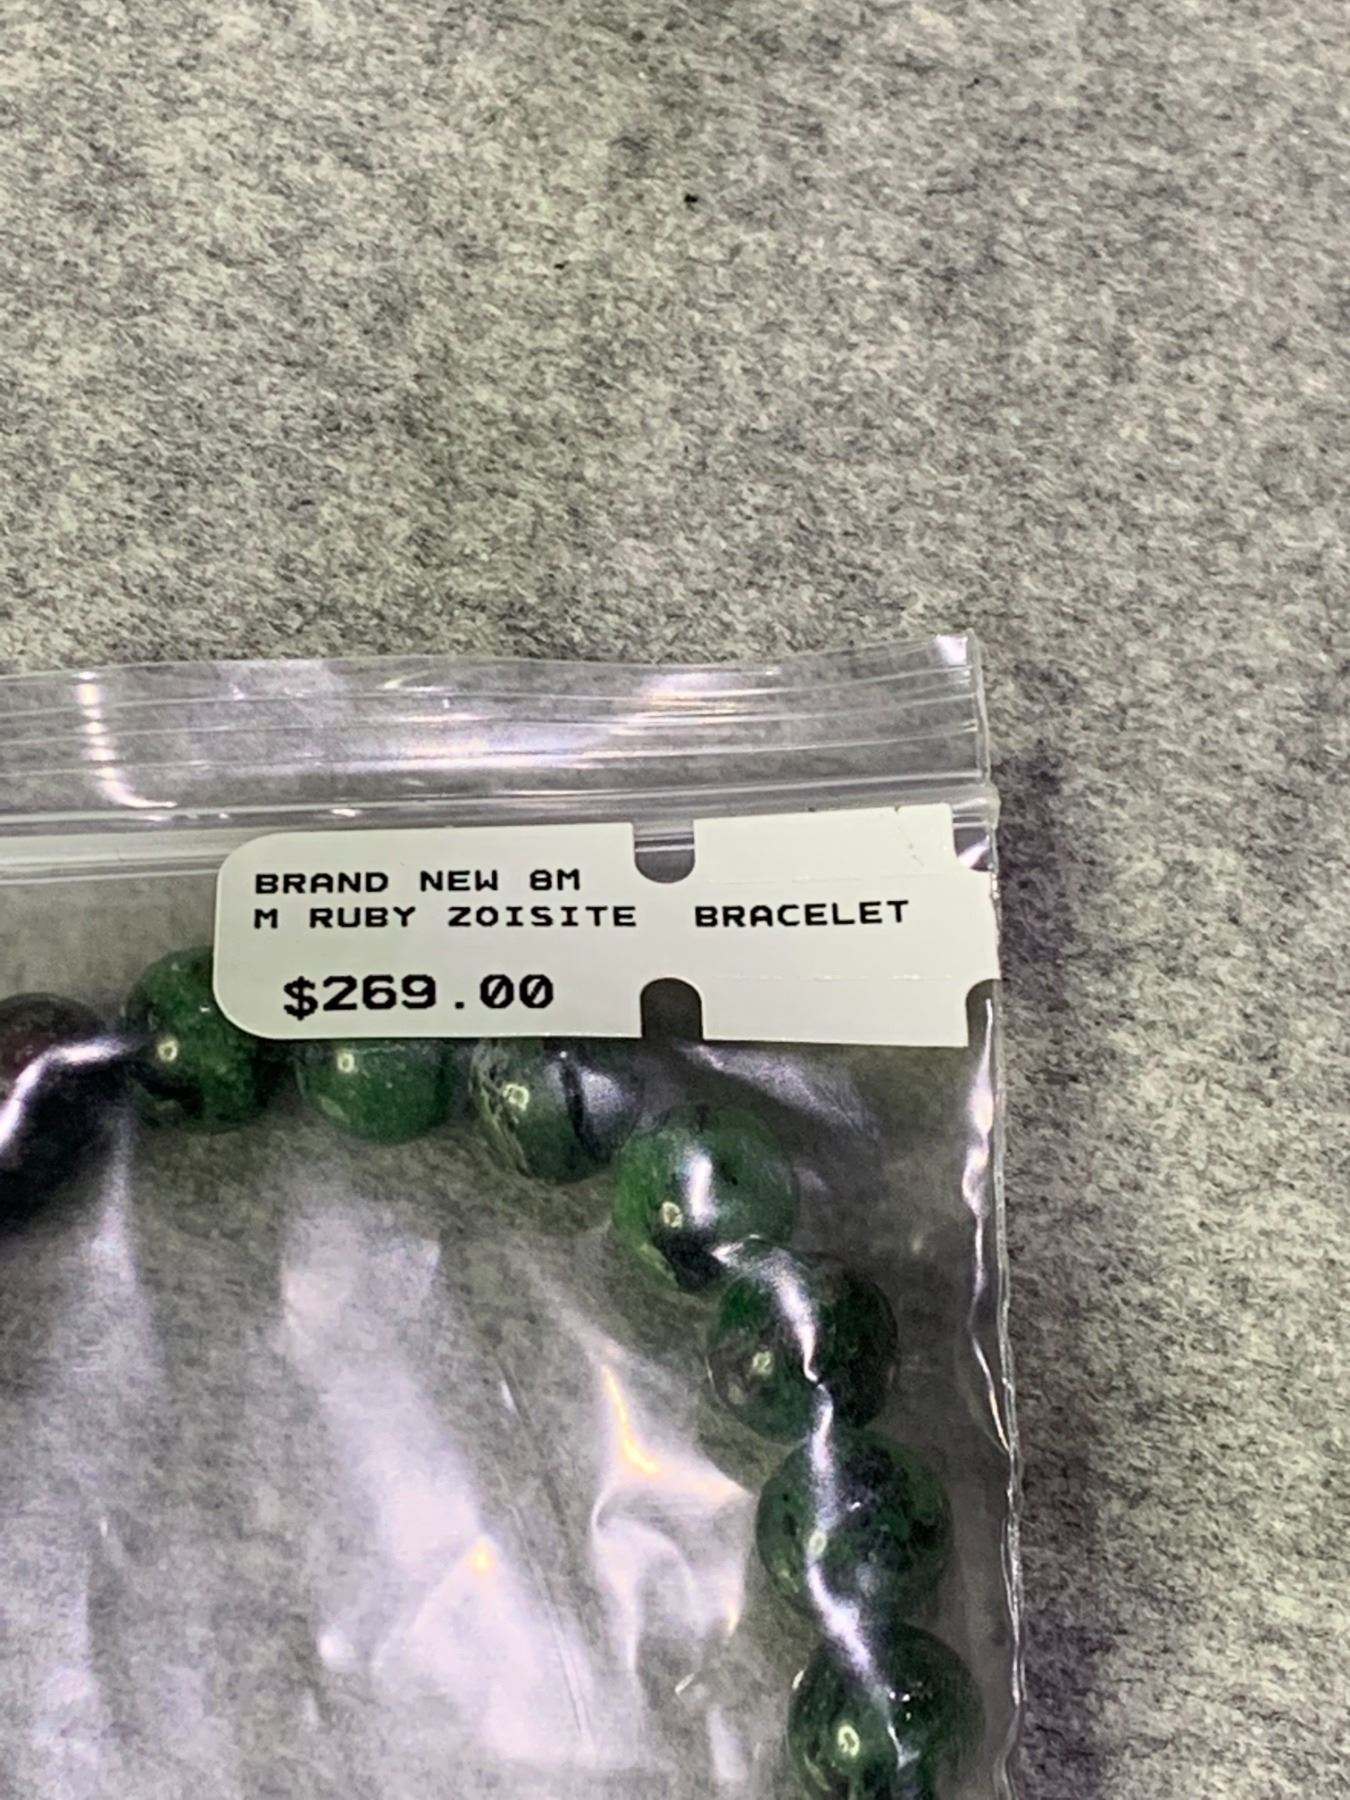 BRAND NEW 8M
M RUBY ZOISITE BRACELET
$269.00